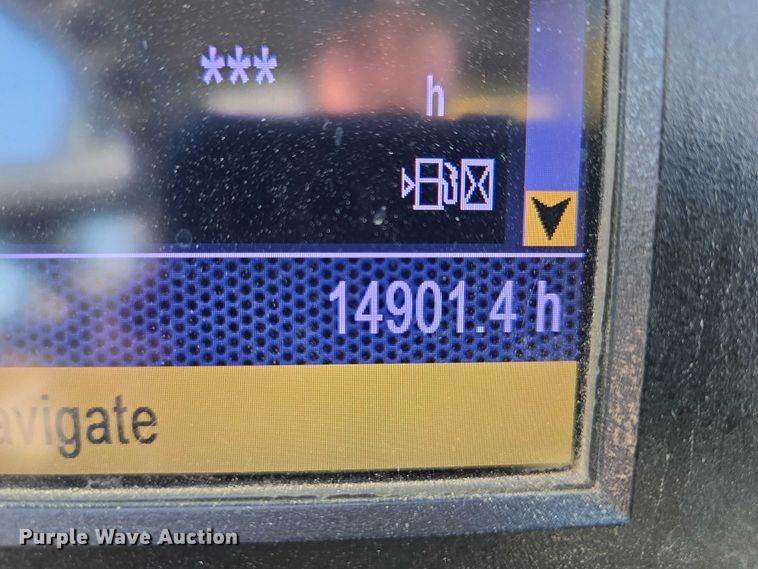 ***
h
14901.4 h
avigate
Purple Wave Auction